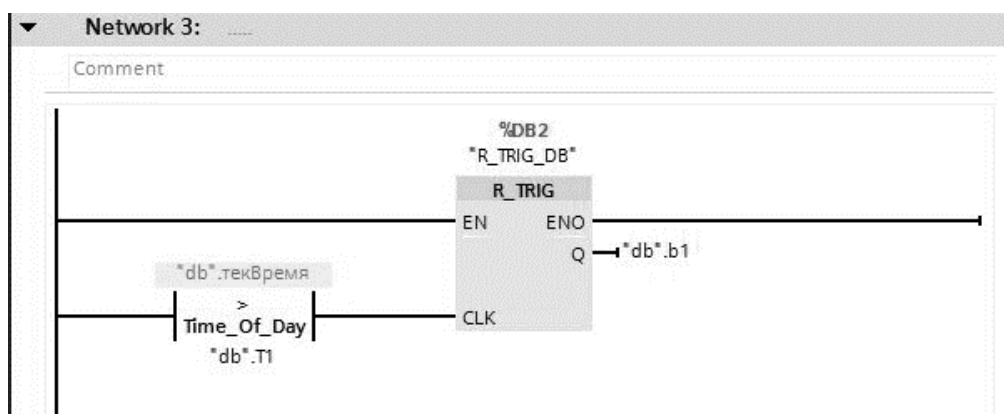 Network 3: .....
Comment
%DB2
"R_TRIG_DB"
R_TRIG
EN ENO
Q "db".b1
"db".текВремя
>
Time_Of_Day
CLK
"db".T1